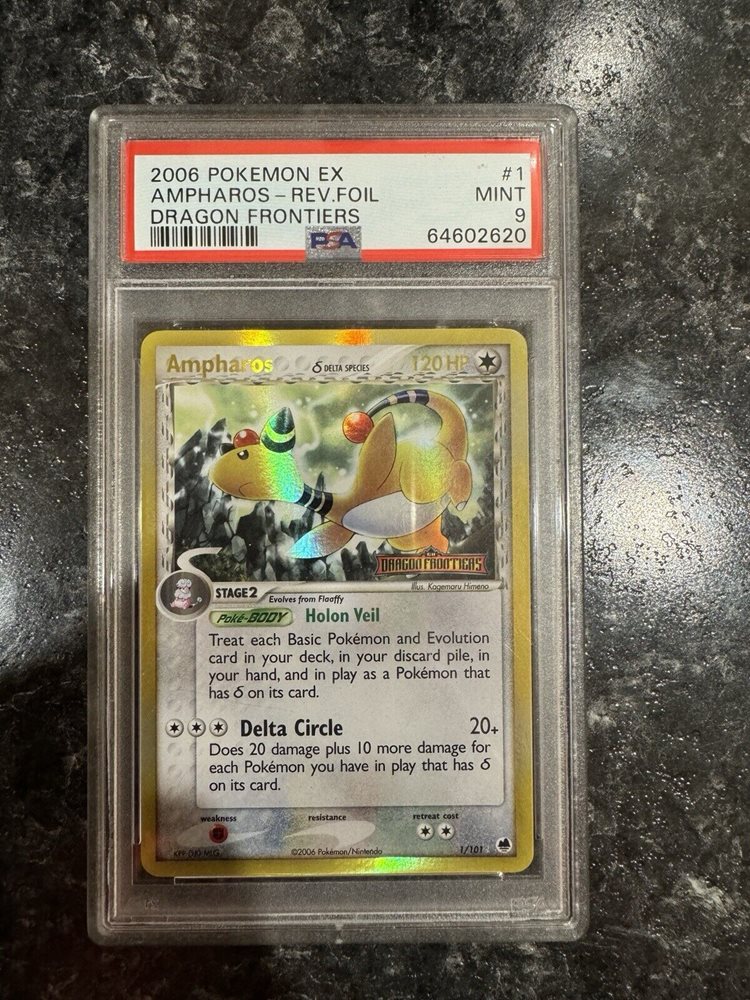 2006 POKEMON EX #1
AMPHAROS - REV.FOIL MINT
DRAGON FRONTIERS 9
PSA 64602620
Ampharos δ DELTA SPECIES 120 HP
EX
DRAGON FRONTIERS
Illus. Kagemaru Himeno
STAGE 2 Evolves from Flaaffy
Poké-BODY Holon Veil
Treat each Basic Pokémon and Evolution
card in your deck, in your discard pile, in
your hand, and in play as a Pokémon that
has δ on its card.
Delta Circle 20+
Does 20 damage plus 10 more damage for
each Pokémon you have in play that has δ
on its card.
weakness resistance retreat cost
©2006 Pokémon/Nintendo 1/101